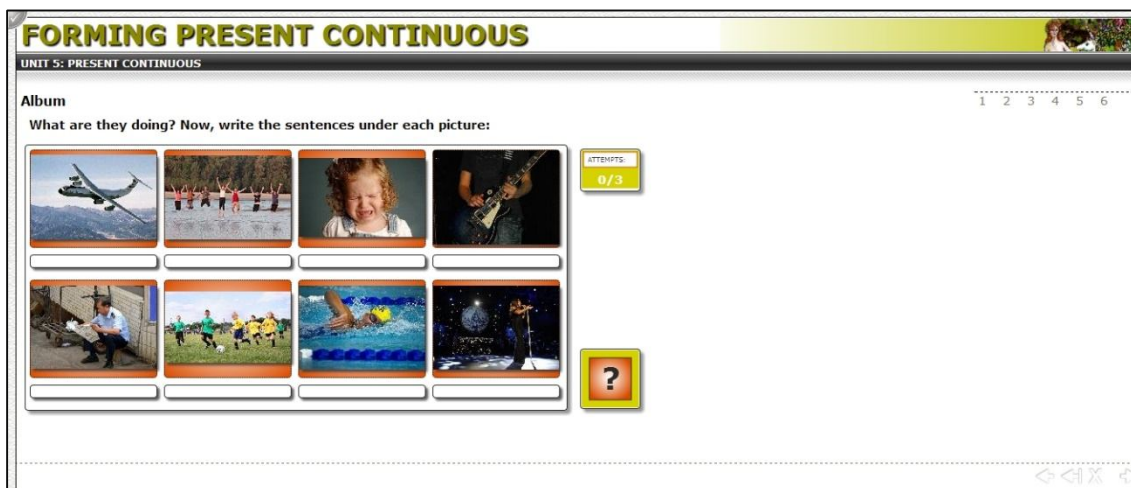 FORMING PRESENT CONTINUOUS
UNIT 5: PRESENT CONTINUOUS
Album
1 2 3 4 5 6
What are they doing? Now, write the sentences under each picture:
ATTEMPTS:
0/3
?